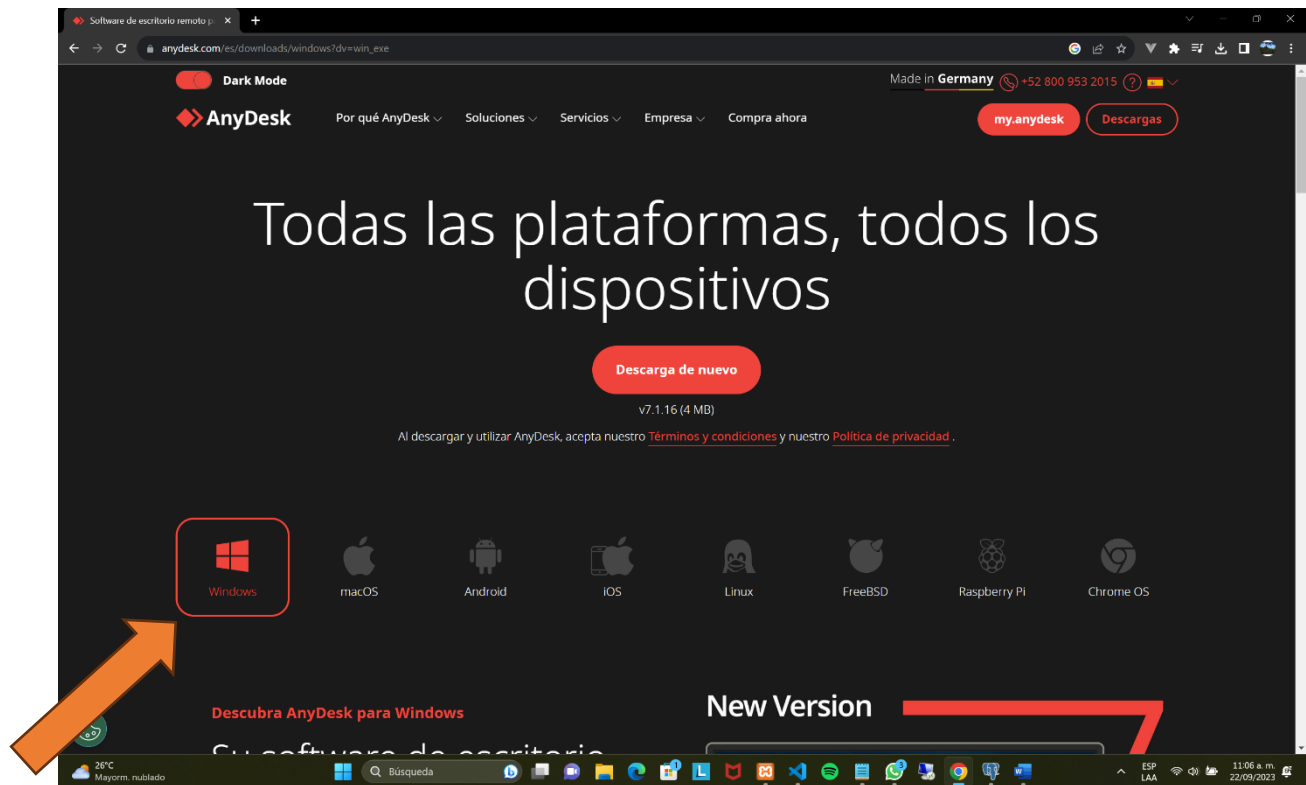 Software de escritorio remoto p
anydesk.com/es/downloads/windows?dv=win_exe
Dark Mode
Made in Germany +52 800 953 2015
AnyDesk Por qué AnyDesk Soluciones Servicios Empresa Compra ahora my.anydesk Descargas
Todas las plataformas, todos los
dispositivos
Descarga de nuevo
v7.1.16 (4 MB)
Al descargar y utilizar AnyDesk, acepta nuestro Términos y condiciones y nuestro Política de privacidad .
Windows macOS Android iOS Linux FreeBSD Raspberry Pi Chrome OS
Descubra AnyDesk para Windows
Su software de escritorio
New Version
26°C
Mayorm. nublado
Búsqueda
ESP
LAA
11:06 a. m.
22/09/2023